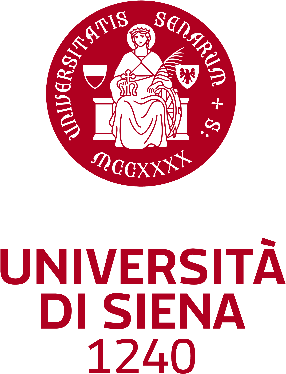 UNIVERSITATIS SENARUM + S:
MCCXXXX
UNIVERSITÀ
DI SIENA
1240